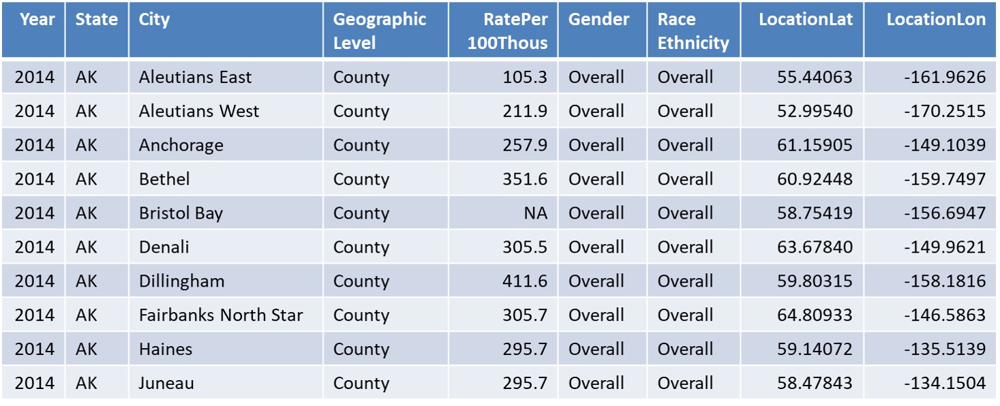 Year State City Geographic Level RatePer 100Thous Gender Race Ethnicity LocationLat LocationLon
2014 AK Aleutians East County 105.3 Overall Overall 55.44063 -161.9626
2014 AK Aleutians West County 211.9 Overall Overall 52.99540 -170.2515
2014 AK Anchorage County 257.9 Overall Overall 61.15905 -149.1039
2014 AK Bethel County 351.6 Overall Overall 60.92448 -159.7497
2014 AK Bristol Bay County NA Overall Overall 58.75419 -156.6947
2014 AK Denali County 305.5 Overall Overall 63.67840 -149.9621
2014 AK Dillingham County 411.6 Overall Overall 59.80315 -158.1816
2014 AK Fairbanks North Star County 305.7 Overall Overall 64.80933 -146.5863
2014 AK Haines County 295.7 Overall Overall 59.14072 -135.5139
2014 AK Juneau County 295.7 Overall Overall 58.47843 -134.1504